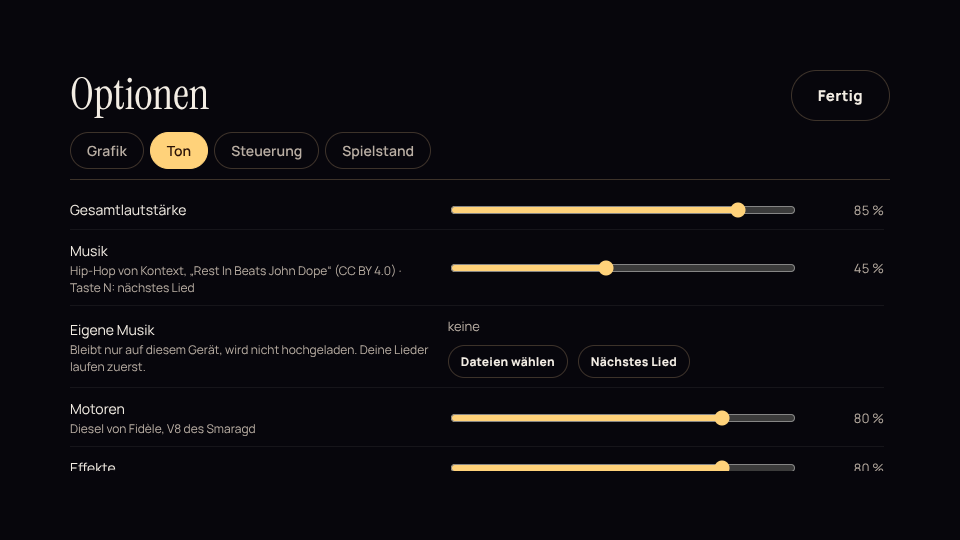 Optionen
Fertig
Grafik
Ton
Steuerung
Spielstand
Gesamtlautstärke
85 %
Musik
Hip-Hop von Kontext, „Rest In Beats John Dope“ (CC BY 4.0) ·
Taste N: nächstes Lied
45 %
Eigene Musik
Bleibt nur auf diesem Gerät, wird nicht hochgeladen. Deine Lieder
laufen zuerst.
keine
Dateien wählen
Nächstes Lied
Motoren
Diesel von Fidèle, V8 des Smaragd
80 %
Effekte
80 %